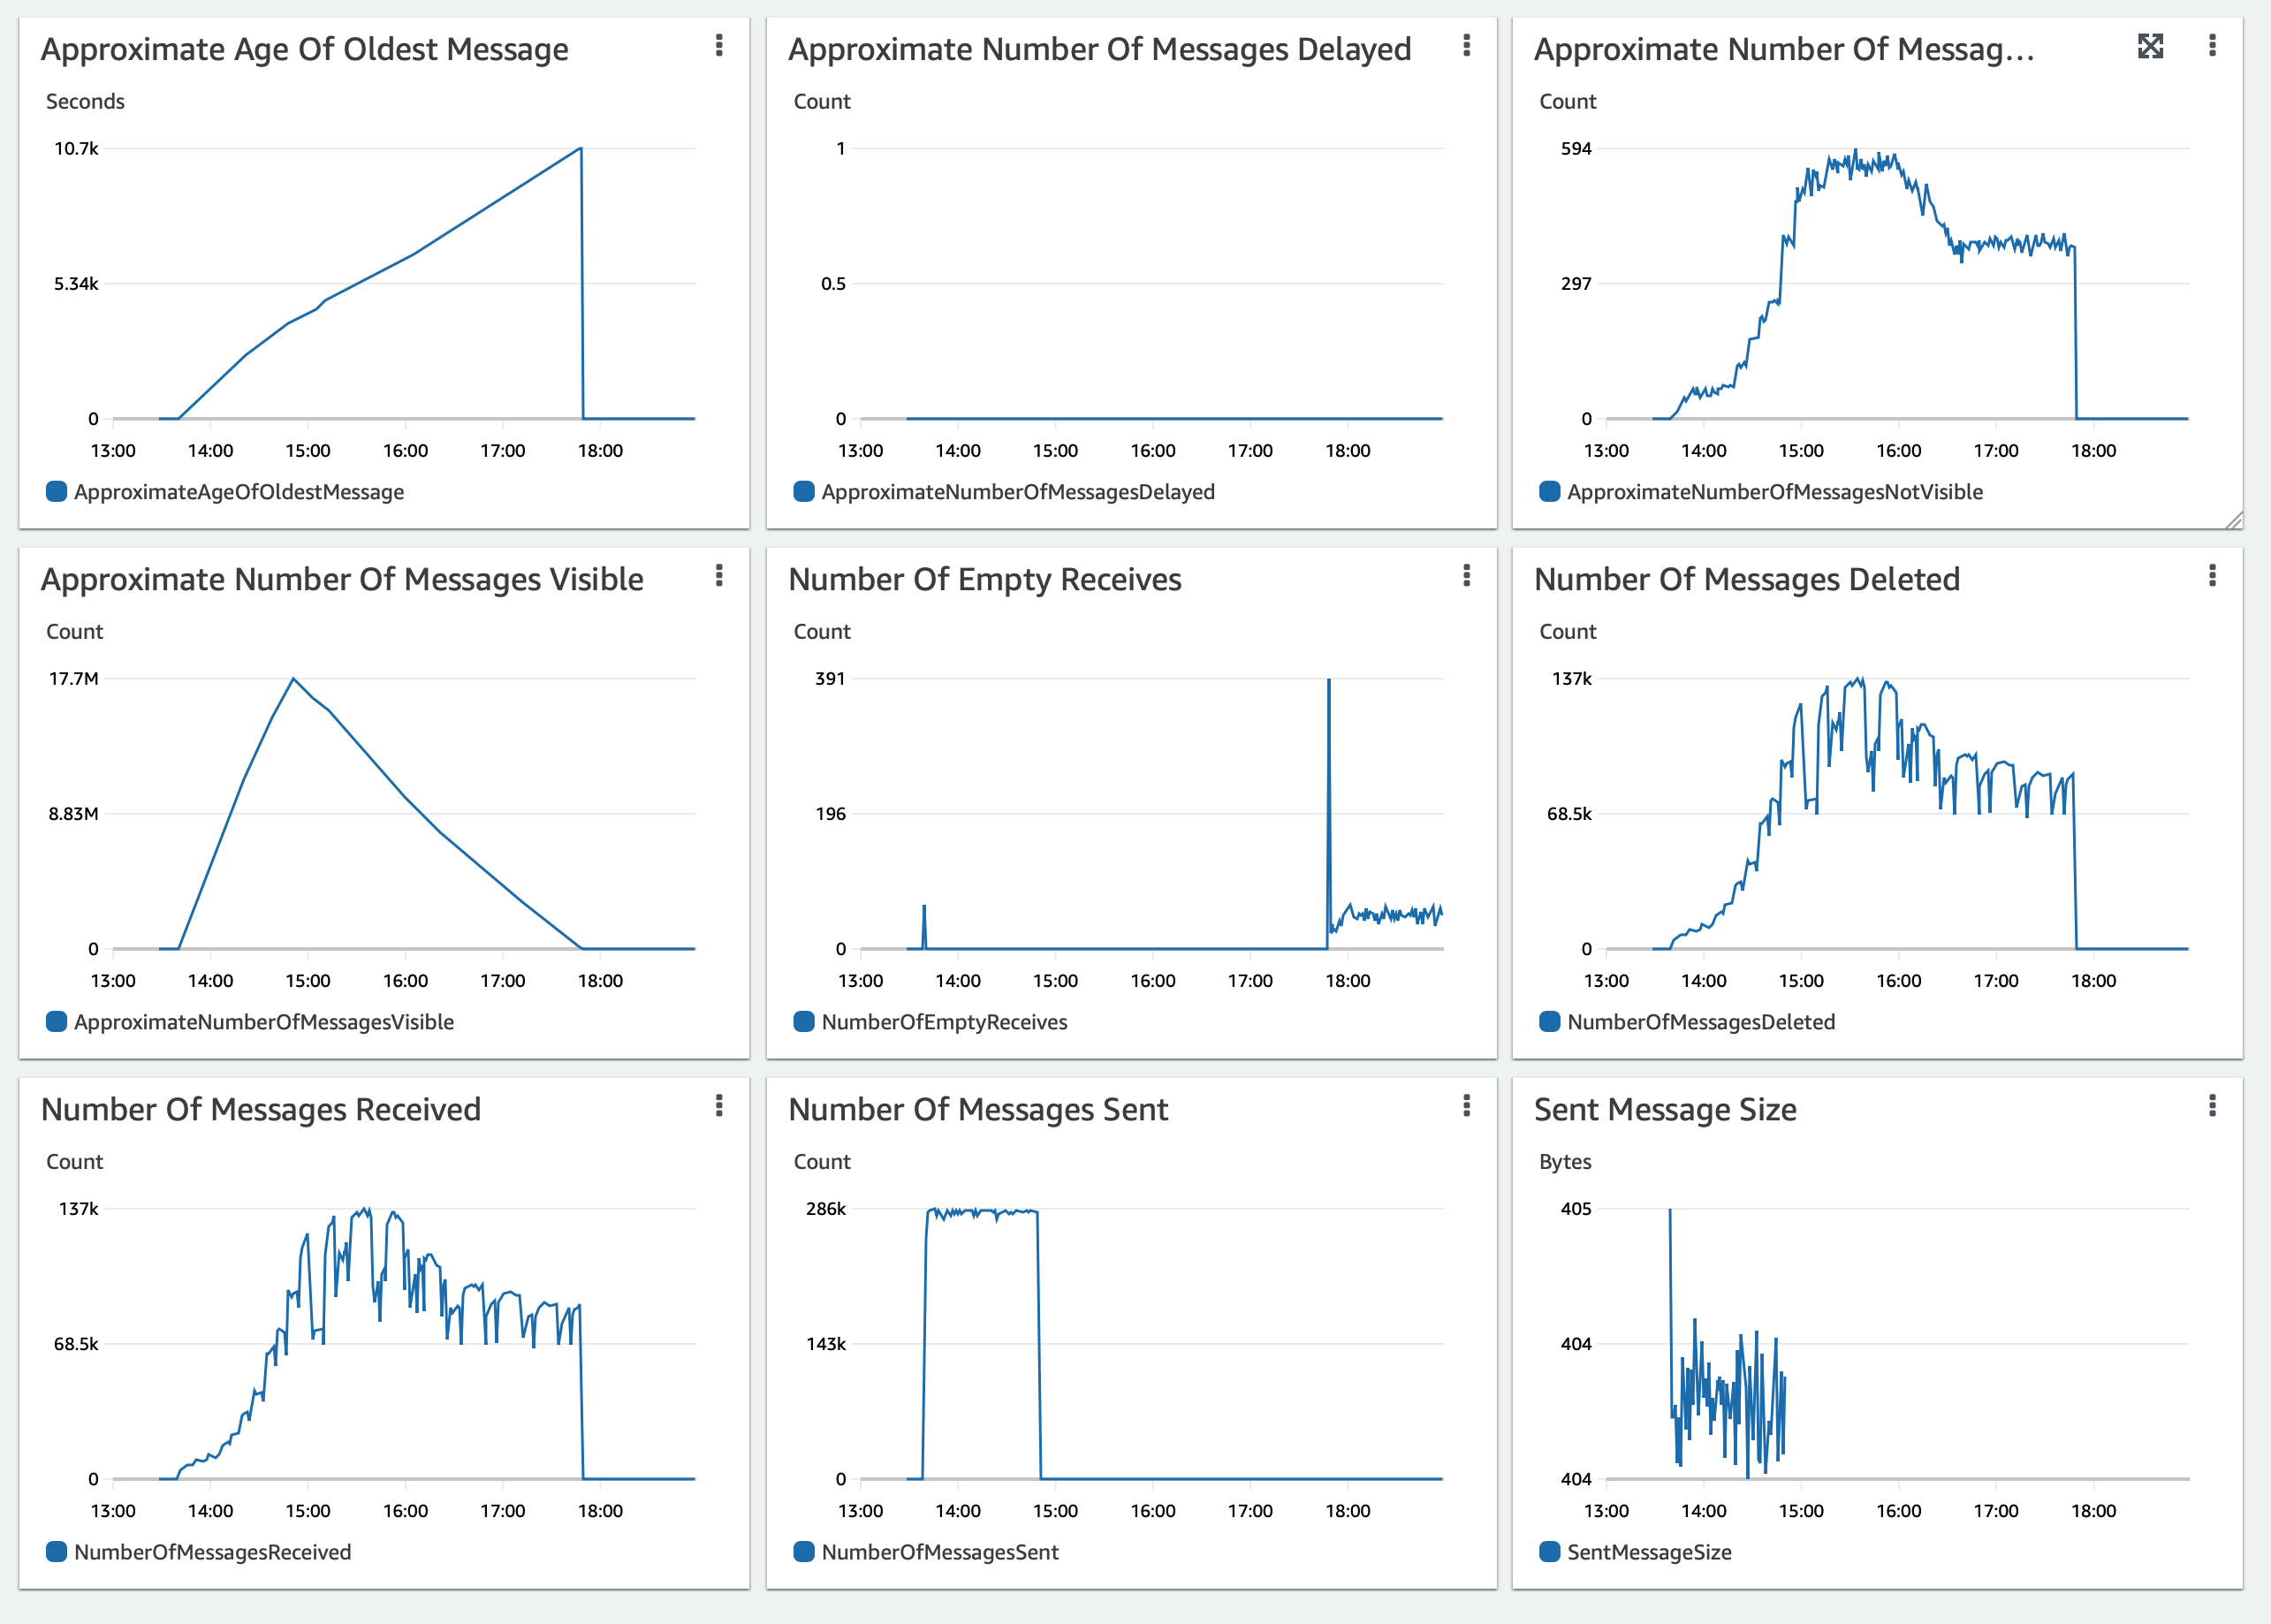 Approximate Age Of Oldest Message
Seconds
10.7k
5.34k
0
13:00 14:00 15:00 16:00 17:00 18:00
ApproximateAgeOfOldestMessage
Approximate Number Of Messages Delayed
Count
1
0.5
0
13:00 14:00 15:00 16:00 17:00 18:00
ApproximateNumberOfMessagesDelayed
Approximate Number Of Messag...
Count
594
297
0
13:00 14:00 15:00 16:00 17:00 18:00
ApproximateNumberOfMessagesNotVisible
Approximate Number Of Messages Visible
Count
17.7M
8.83M
0
13:00 14:00 15:00 16:00 17:00 18:00
ApproximateNumberOfMessagesVisible
Number Of Empty Receives
Count
391
196
0
13:00 14:00 15:00 16:00 17:00 18:00
NumberOfEmptyReceives
Number Of Messages Deleted
Count
137k
68.5k
0
13:00 14:00 15:00 16:00 17:00 18:00
NumberOfMessagesDeleted
Number Of Messages Received
Count
137k
68.5k
0
13:00 14:00 15:00 16:00 17:00 18:00
NumberOfMessagesReceived
Number Of Messages Sent
Count
286k
143k
0
13:00 14:00 15:00 16:00 17:00 18:00
NumberOfMessagesSent
Sent Message Size
Bytes
405
404
404
13:00 14:00 15:00 16:00 17:00 18:00
SentMessageSize